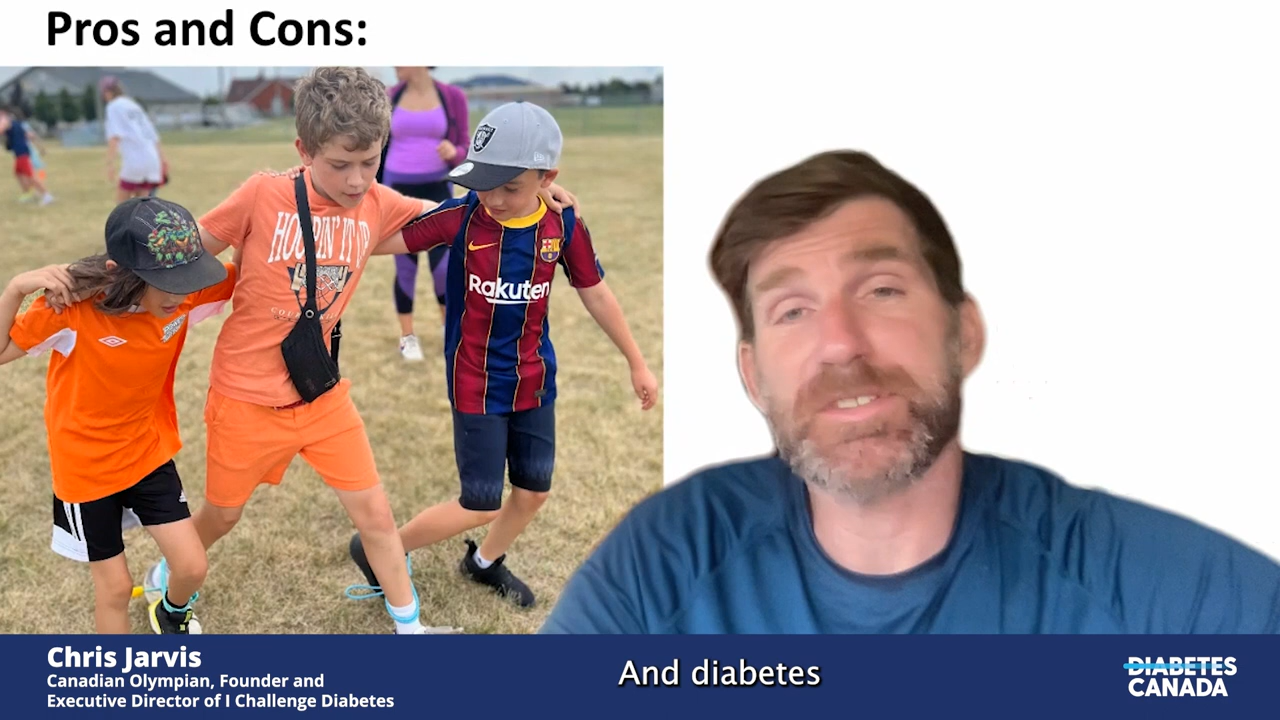 Pros and Cons:
HOOPIN' IT UP
Rakuten
Chris Jarvis
Canadian Olympian, Founder and
Executive Director of I Challenge Diabetes
And diabetes
DIABETES
CANADA